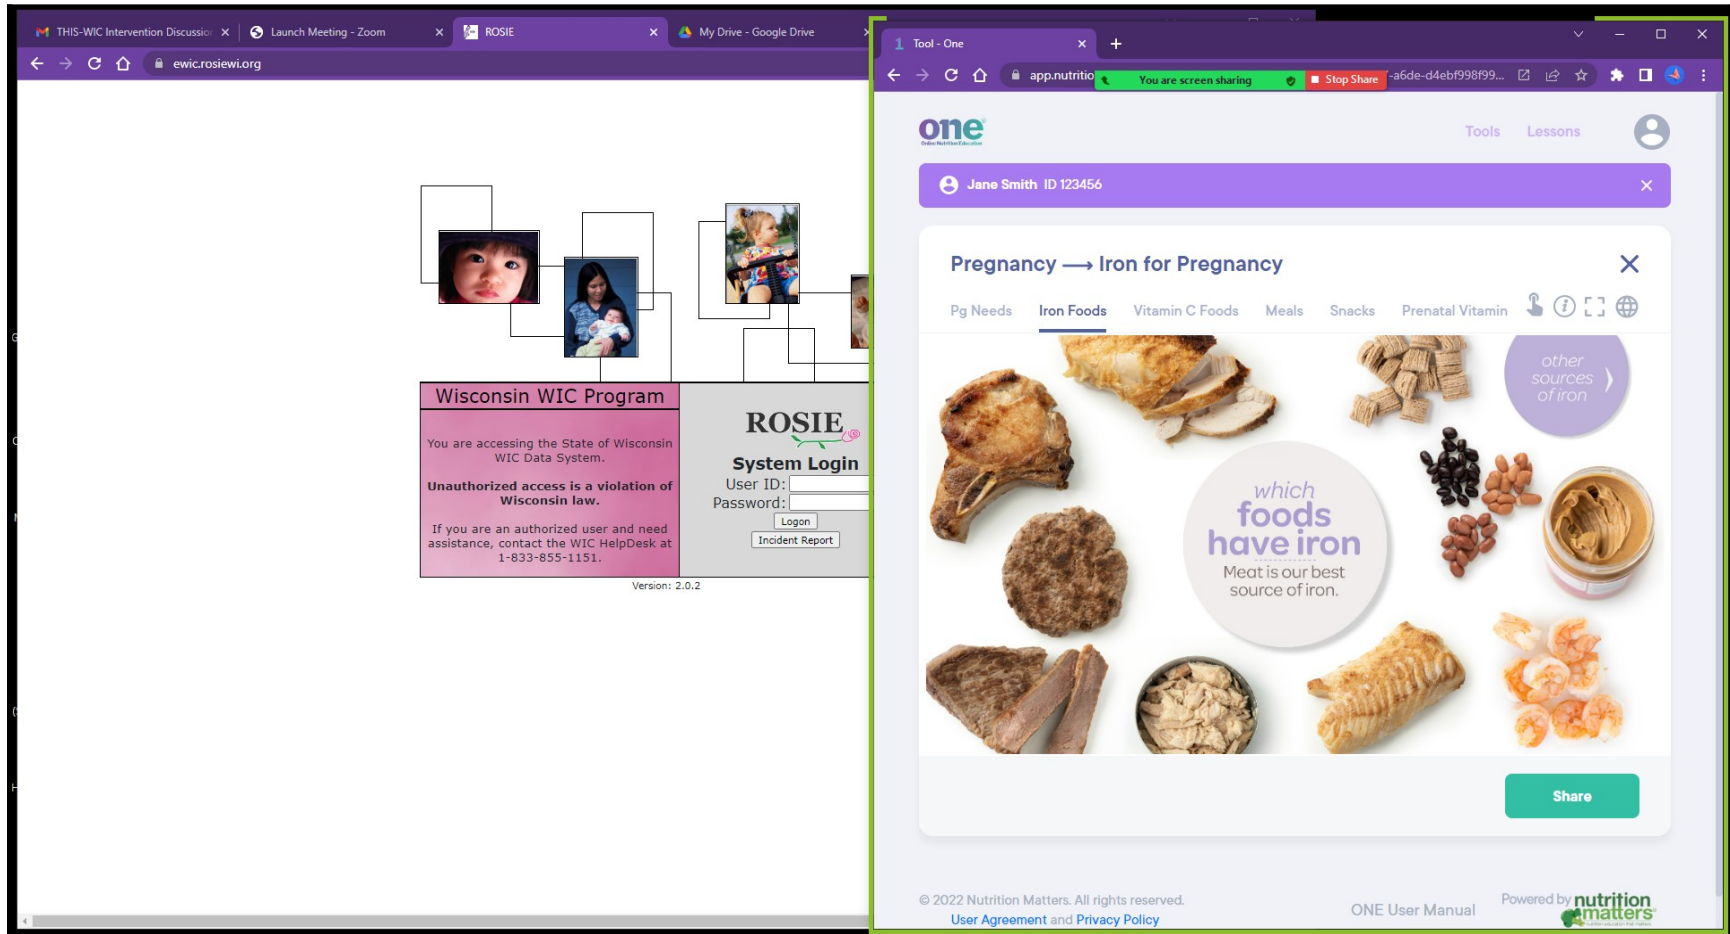 THIS-WIC Intervention Discussio
Launch Meeting - Zoom
ROSIE
My Drive - Google Drive
ewic.rosiewi.org
Wisconsin WIC Program
You are accessing the State of Wisconsin
WIC Data System.
Unauthorized access is a violation of
Wisconsin law.
If you are an authorized user and need
assistance, contact the WIC HelpDesk at
1-833-855-1151.
ROSIE
System Login
User ID:
Password:
Logon
Incident Report
Version: 2.0.2
1 Tool - One
app.nutritio
You are screen sharing
Stop Share
-a6de-d4ebf998f99...
one
Online Nutrition Education
Tools Lessons
Jane Smith ID 123456
Pregnancy → Iron for Pregnancy
Pg Needs Iron Foods Vitamin C Foods Meals Snacks Prenatal Vitamin
other
sources
of iron
which
foods
have iron
Meat is our best
source of iron.
Share
© 2022 Nutrition Matters. All rights reserved.
User Agreement and Privacy Policy
ONE User Manual
Powered by nutrition
matters